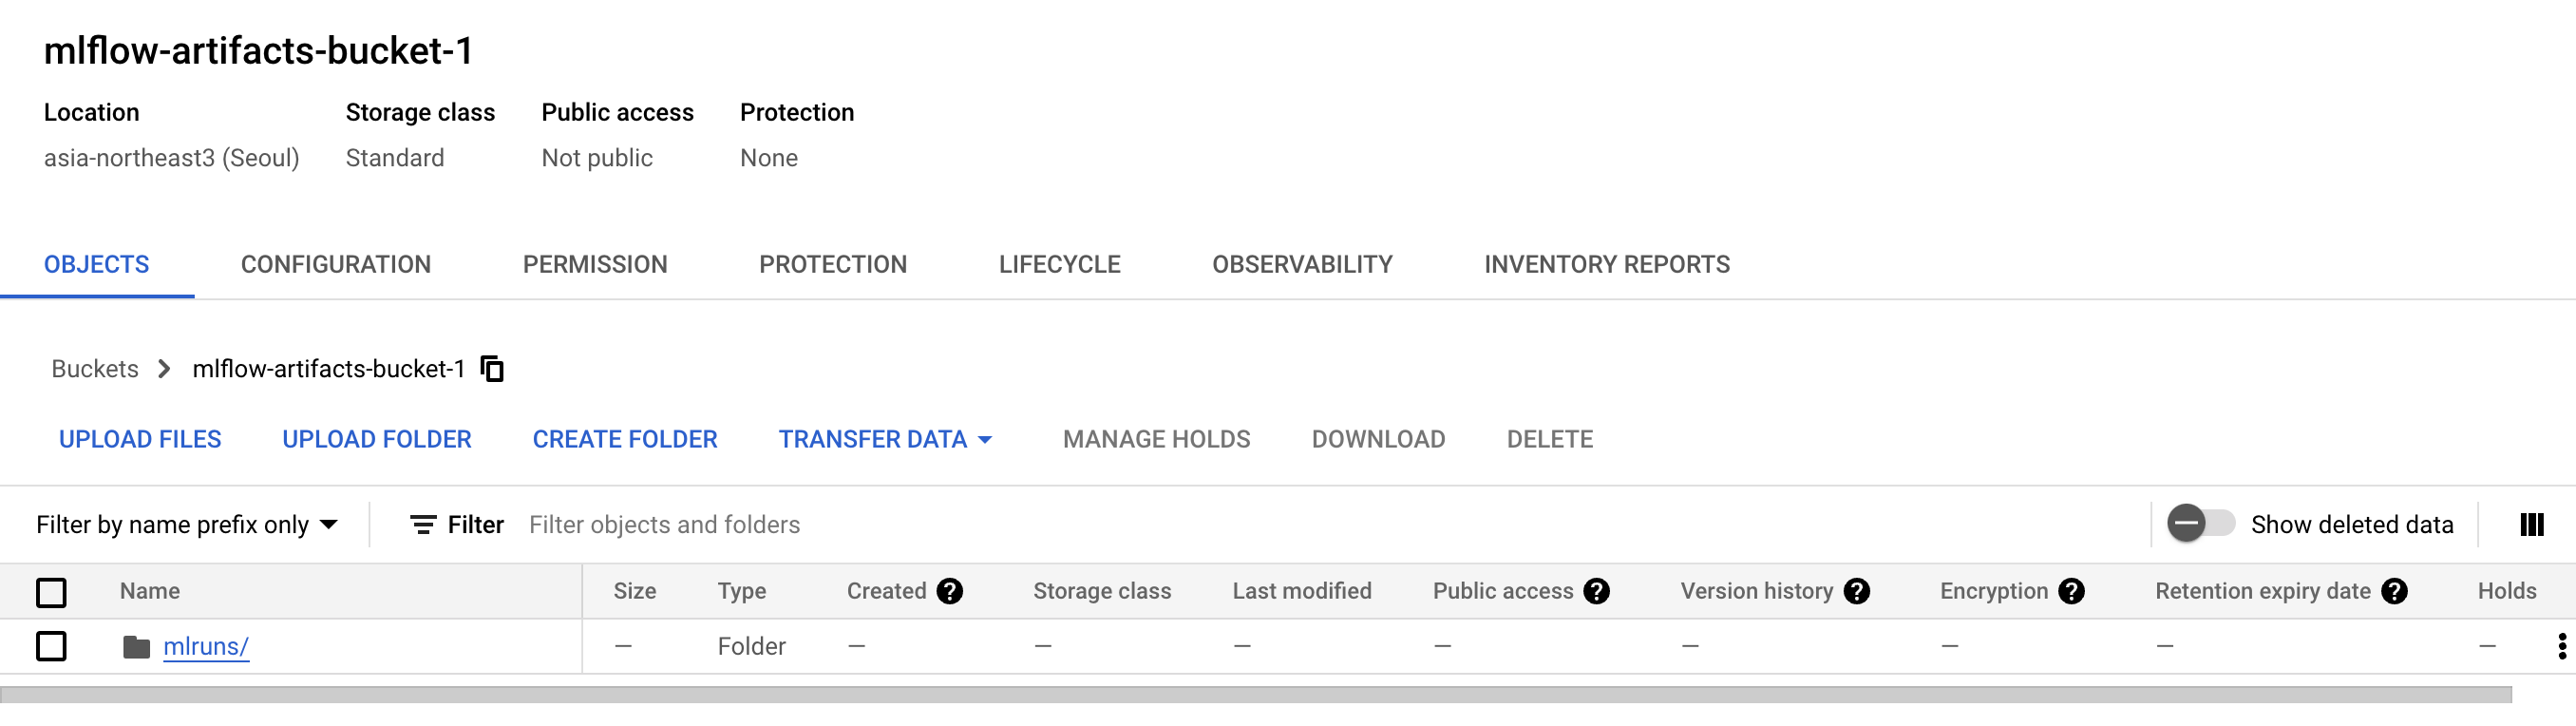 mlflow-artifacts-bucket-1
Location Storage class Public access Protection
asia-northeast3 (Seoul) Standard Not public None
OBJECTS CONFIGURATION PERMISSION PROTECTION LIFECYCLE OBSERVABILITY INVENTORY REPORTS
Buckets mlflow-artifacts-bucket-1
UPLOAD FILES UPLOAD FOLDER CREATE FOLDER TRANSFER DATA MANAGE HOLDS DOWNLOAD DELETE
Filter by name prefix only Filter Filter objects and folders Show deleted data
Name Size Type Created ? Storage class Last modified Public access ? Version history ? Encryption ? Retention expiry date ? Holds
mlruns/ — Folder — — — — — — — —